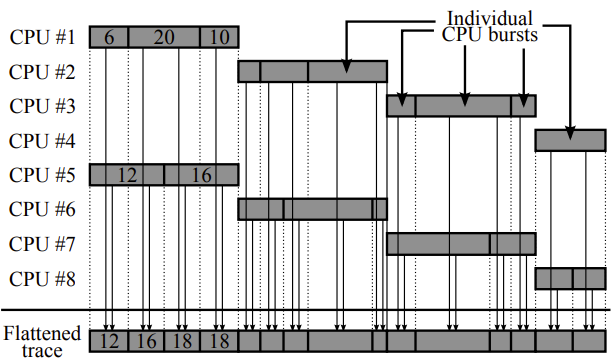 Individual
CPU bursts
CPU #1 6 20 10
CPU #2
CPU #3
CPU #4
CPU #5 12 16
CPU #6
CPU #7
CPU #8
Flattened
trace 12 16 18 18